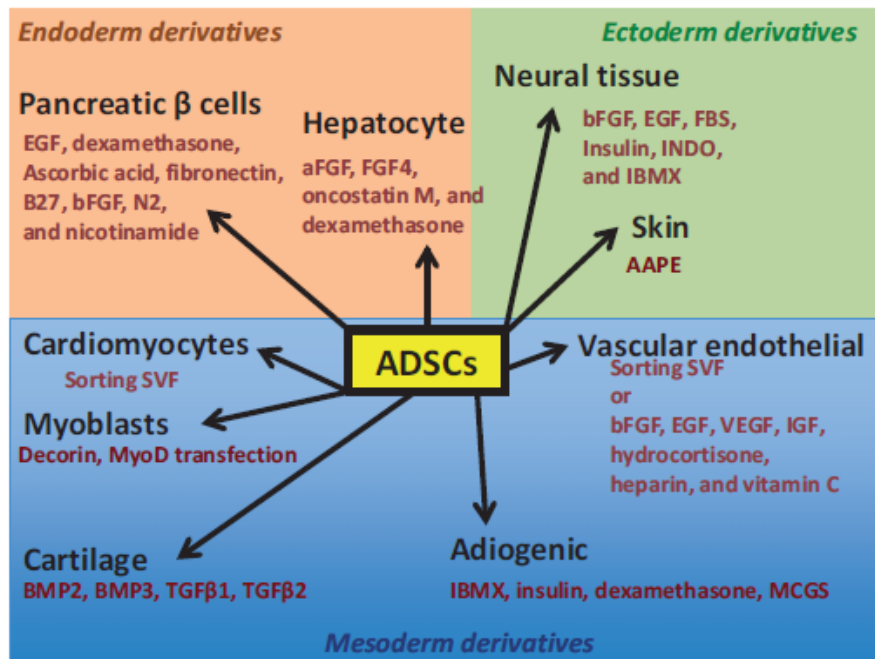 Endoderm derivatives
Ectoderm derivatives
Pancreatic β cells
EGF, dexamethasone,
Ascorbic acid, fibronectin,
B27, bFGF, N2,
and nicotinamide
Hepatocyte
aFGF, FGF4,
oncostatin M, and
dexamethasone
Neural tissue
bFGF, EGF, FBS,
Insulin, INDO,
and IBMX
Skin
AAPE
ADSCs
Cardiomyocytes
Sorting SVF
Myoblasts
Decorin, MyoD transfection
Cartilage
BMP2, BMP3, TGFβ1, TGFβ2
Vascular endothelial
Sorting SVF
or
bFGF, EGF, VEGF, IGF,
hydrocortisone,
heparin, and vitamin C
Adiogenic
IBMX, insulin, dexamethasone, MCGS
Mesoderm derivatives